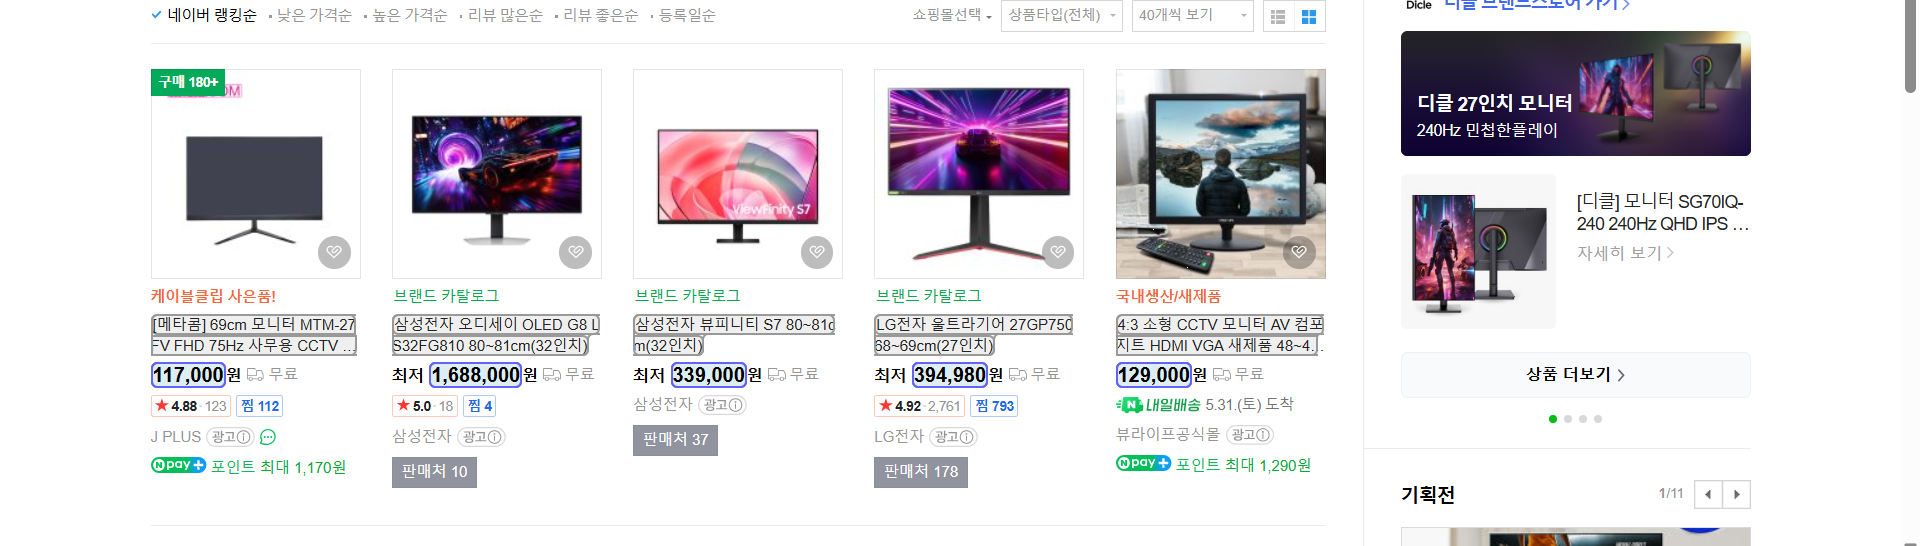 네이버 랭킹순
낮은 가격순
높은 가격순
리뷰 많은순
리뷰 좋은순
등록일순
쇼핑몰선택
상품타입(전체)
40개씩 보기
구매 180+
케이블클립 사은품!
[메타콤] 69cm 모니터 MTM-27
FV FHD 75Hz 사무용 CCTV ...
117,000원 무료
★ 4.88 · 123 찜 112
J PLUS 광고
N pay+ 포인트 최대 1,170원
브랜드 카탈로그
삼성전자 오디세이 OLED G8 L
S32FG810 80~81cm(32인치)
최저 1,688,000원 무료
★ 5.0 · 18 찜 4
삼성전자 광고
판매처 10
ViewFinity S7
브랜드 카탈로그
삼성전자 뷰피니티 S7 80~81c
m(32인치)
최저 339,000원 무료
삼성전자 광고
판매처 37
브랜드 카탈로그
LG전자 울트라기어 27GP750
68~69cm(27인치)
최저 394,980원 무료
★ 4.92 · 2,761 찜 793
LG전자 광고
판매처 178
국내생산/새제품
4:3 소형 CCTV 모니터 AV 컴포
지트 HDMI VGA 새제품 48~4...
129,000원 무료
N 내일배송 5.31.(토) 도착
뷰라이프공식몰 광고
N pay+ 포인트 최대 1,290원
Dicle 디클 브랜드스토어 가기
디클 27인치 모니터
240Hz 민첩한플레이
[디클] 모니터 SG70IQ-
240 240Hz QHD IPS ...
자세히 보기
상품 더보기
기획전
1/11